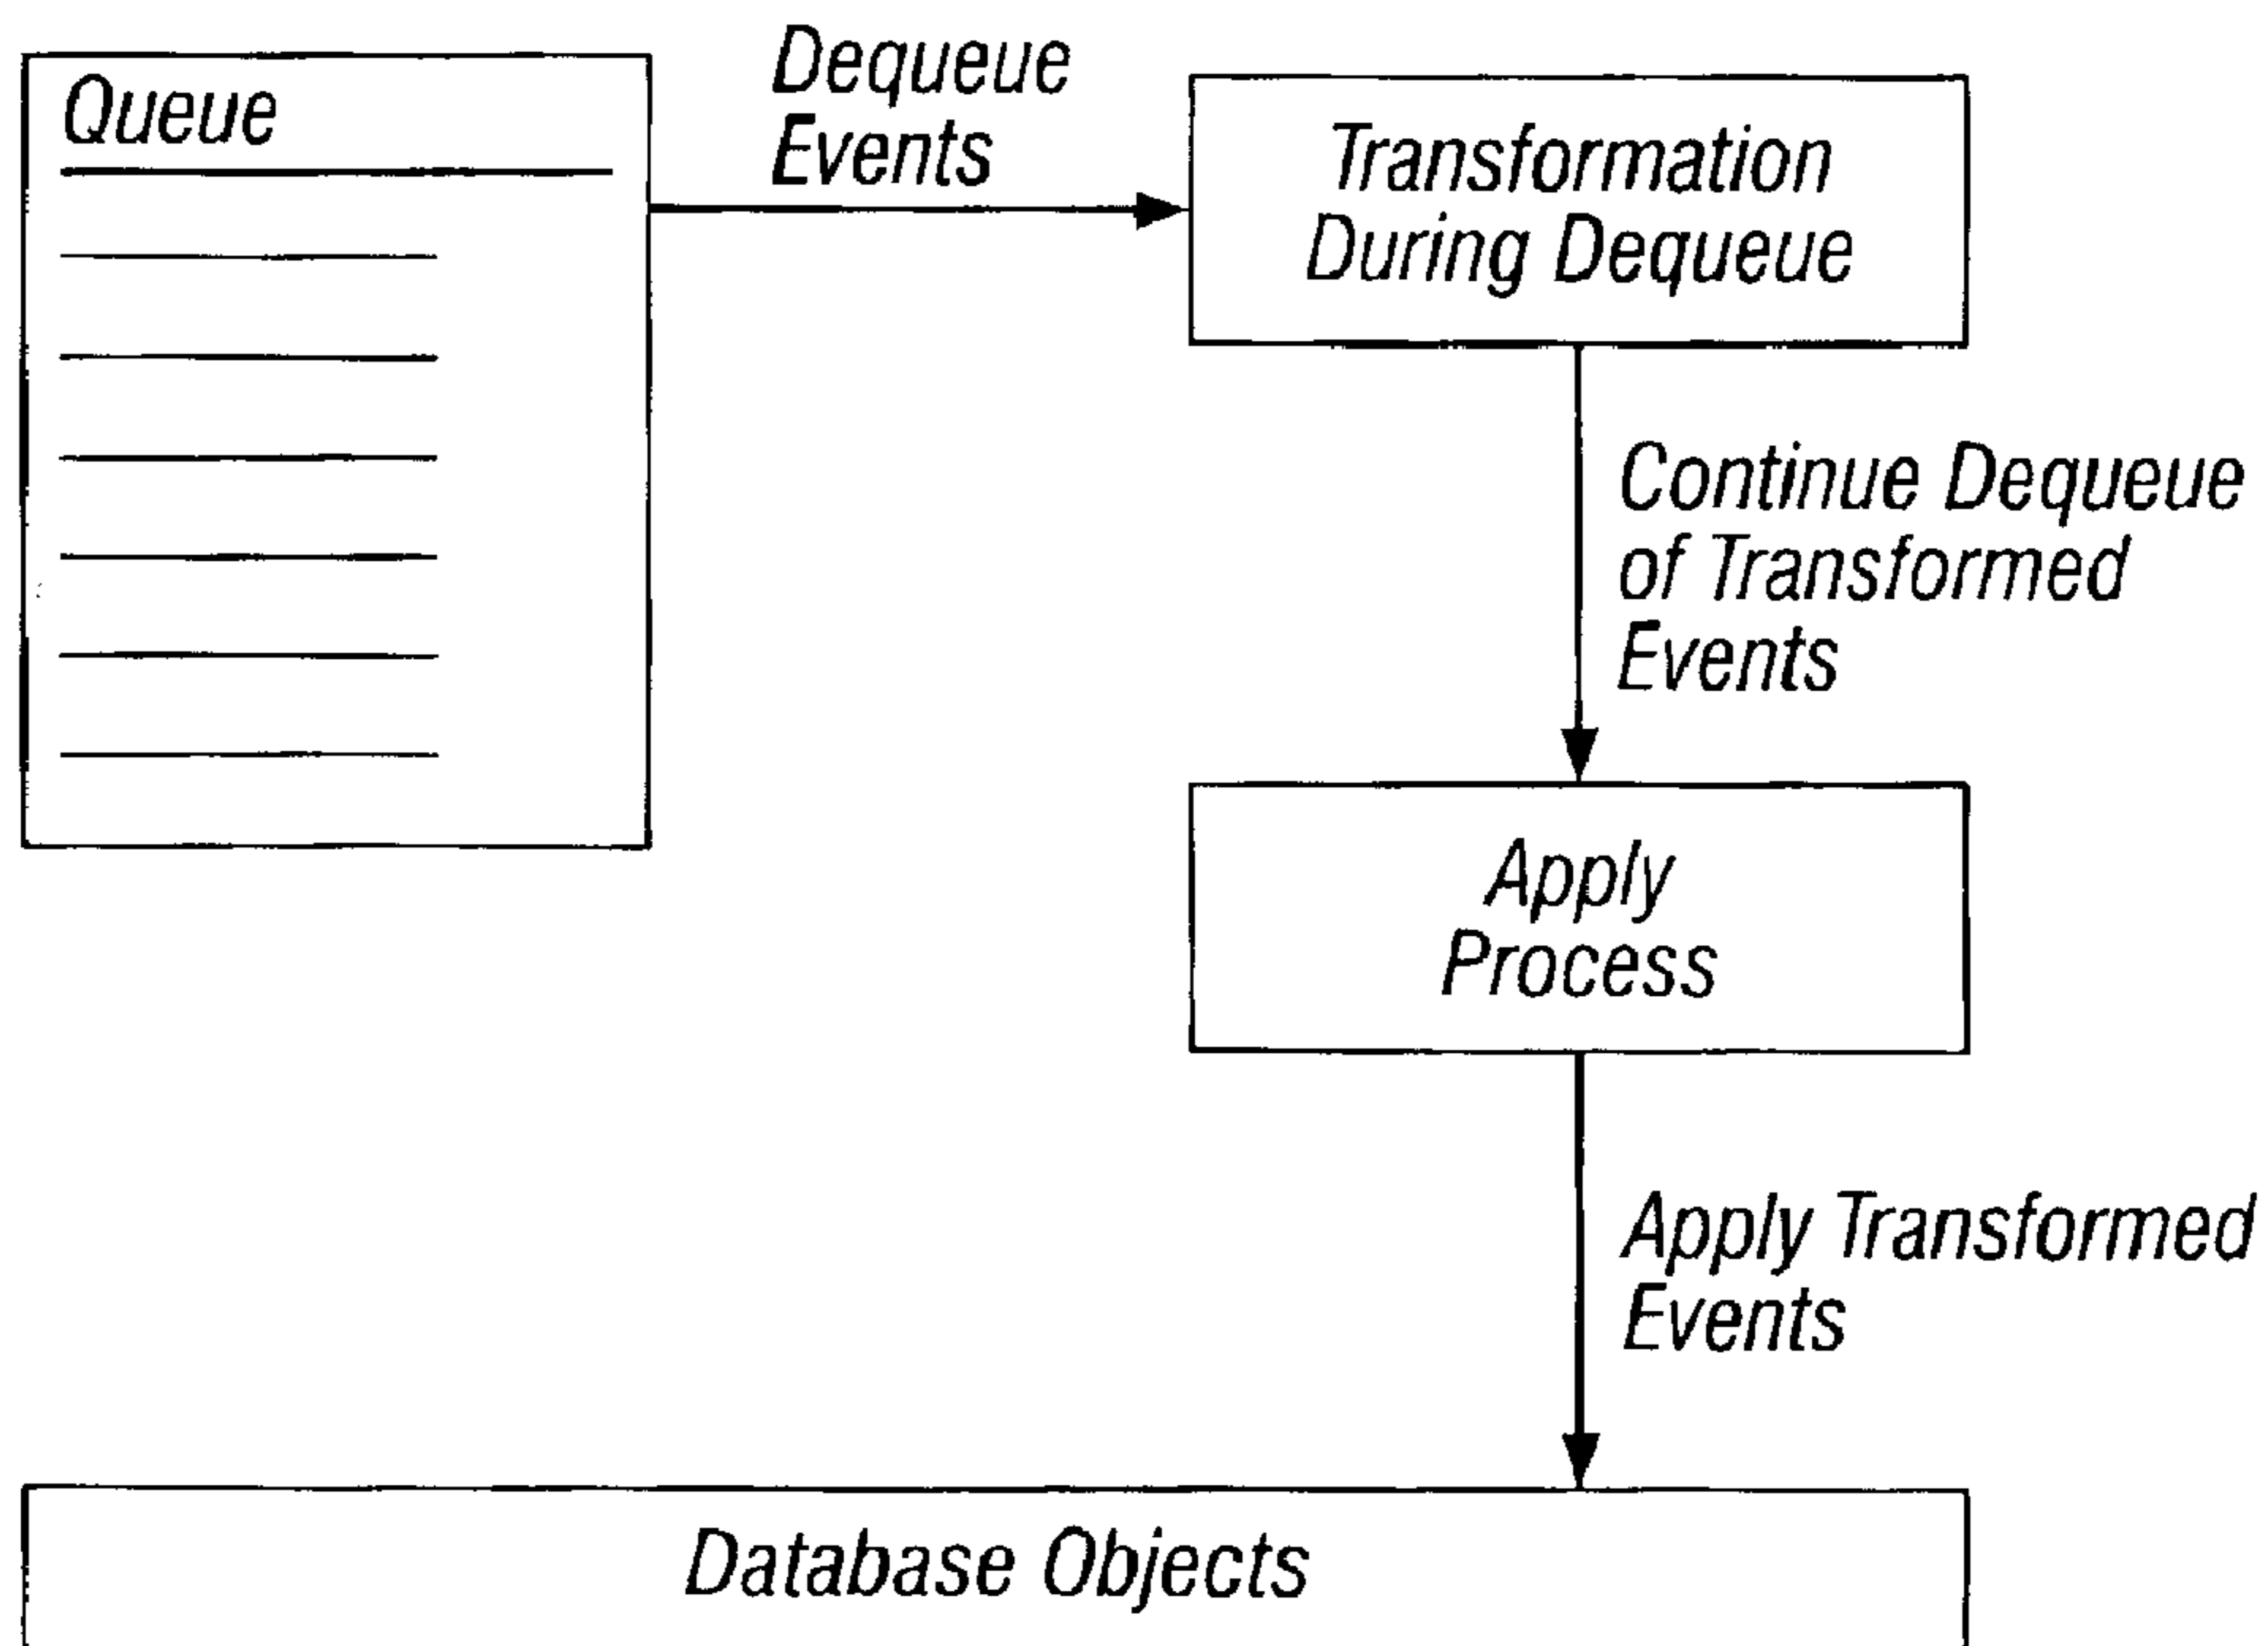 Queue
Dequeue
Events
Transformation
During Dequeue
Continue Dequeue
of Transformed
Events
Apply
Process
Apply Transformed
Events
Database Objects